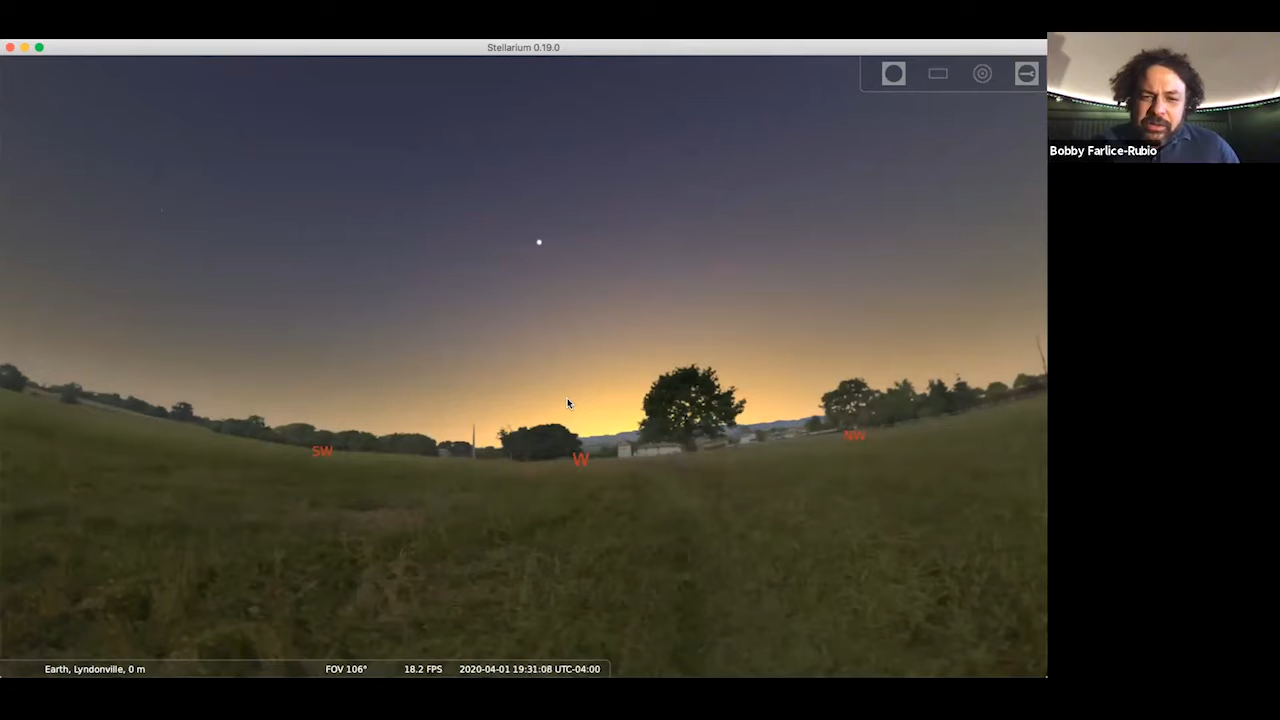 Stellarium 0.19.0
Bobby Farlice-Rubio
SW
W
NW
Earth, Lyndonville, 0 m FOV 106° 18.2 FPS 2020-04-01 19:31:08 UTC-04:00